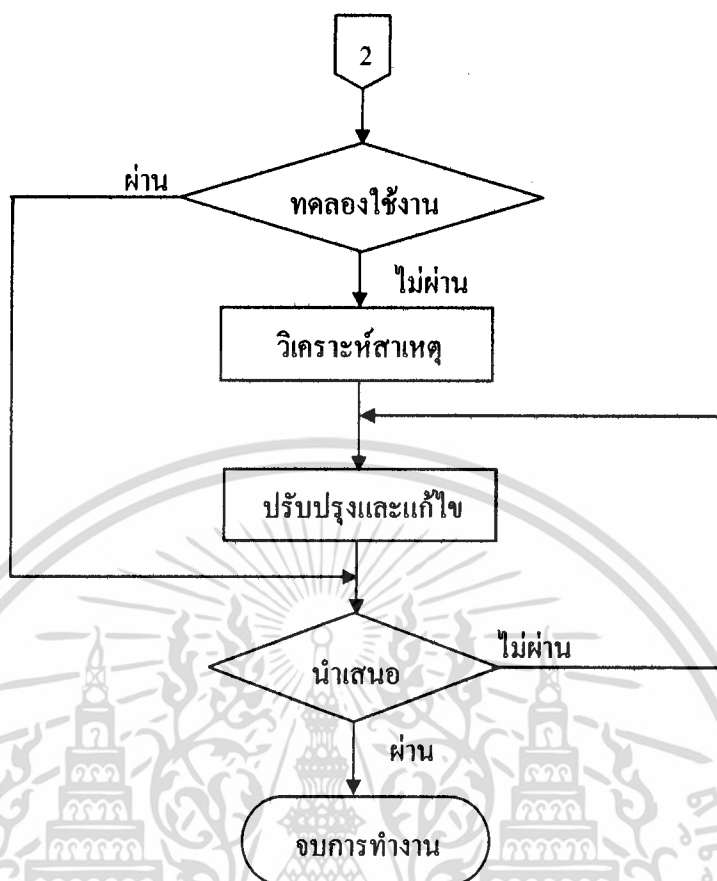 2
ผ่าน
ทดลองใช้งาน
ไม่ผ่าน
วิเคราะห์สาเหตุ
ปรับปรุงและแก้ไข
นำเสนอ
ไม่ผ่าน
ผ่าน
จบการทำงาน